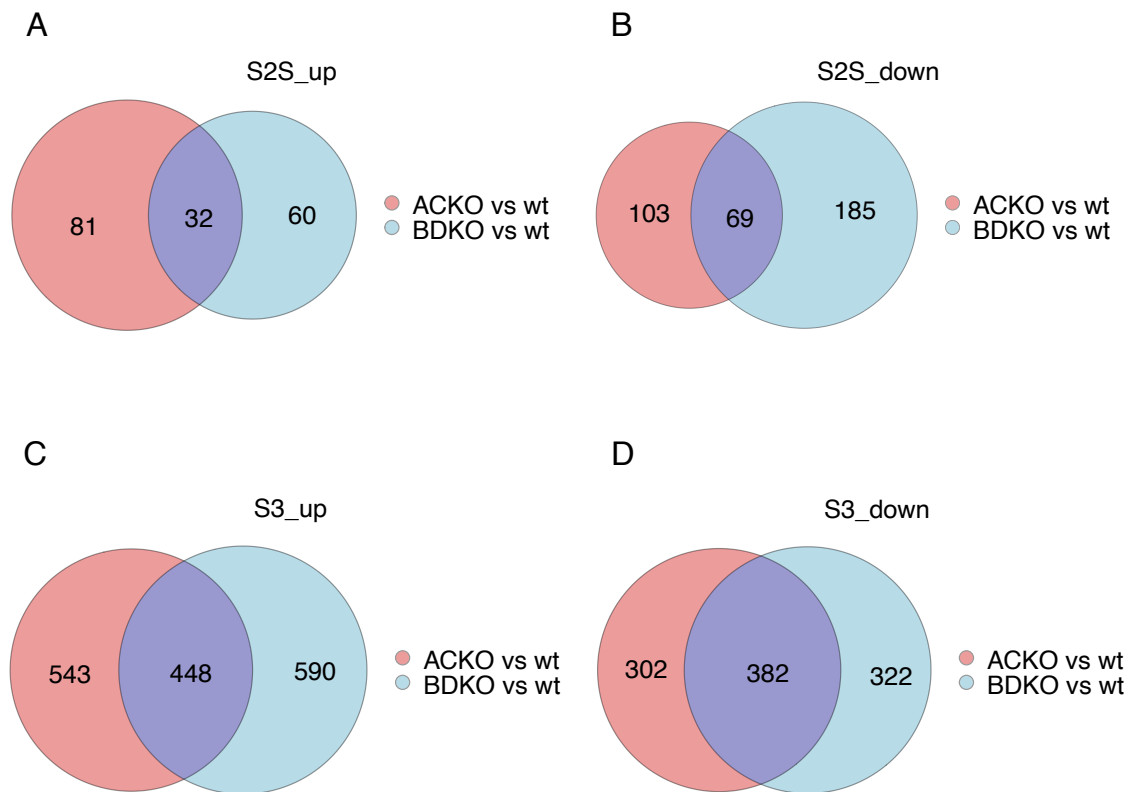 A
S2S_up
81
32
60
ACKO vs wt
BDKO vs wt
B
S2S_down
103
69
185
ACKO vs wt
BDKO vs wt
C
S3_up
543
448
590
ACKO vs wt
BDKO vs wt
D
S3_down
302
382
322
ACKO vs wt
BDKO vs wt